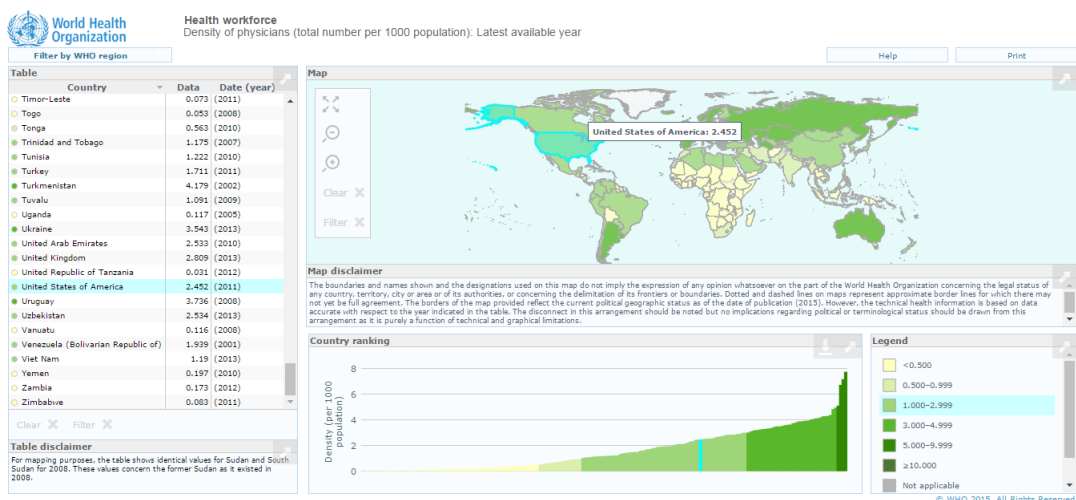 World Health
Organization
Health workforce
Density of physicians (total number per 1000 population): Latest available year
Filter by WHO region
Help
Print
Table
Country Data Date (year)
Timor-Leste 0.073 (2011)
Togo 0.053 (2008)
Tonga 0.563 (2010)
Trinidad and Tobago 1.175 (2007)
Tunisia 1.222 (2010)
Turkey 1.711 (2011)
Turkmenistan 4.179 (2002)
Tuvalu 1.091 (2009)
Uganda 0.117 (2005)
Ukraine 3.543 (2013)
United Arab Emirates 2.533 (2010)
United Kingdom 2.809 (2013)
United Republic of Tanzania 0.031 (2012)
United States of America 2.452 (2011)
Uruguay 3.736 (2008)
Uzbekistan 2.534 (2013)
Vanuatu 0.116 (2008)
Venezuela (Bolivarian Republic of) 1.939 (2001)
Viet Nam 1.19 (2013)
Yemen 0.197 (2010)
Zambia 0.173 (2012)
Zimbabwe 0.083 (2011)
Clear Filter
Table disclaimer
For mapping purposes, the table shows identical values for Sudan and South
Sudan for 2008. These values concern the former Sudan as it existed in
2008.
Map
Clear
Filter
United States of America: 2.452
Map disclaimer
The boundaries and names shown and the designations used on this map do not imply the expression of any opinion whatsoever on the part of the World Health Organization concerning the legal status of
any country, territory, city or area or of its authorities, or concerning the delimitation of its frontiers or boundaries. Dotted and dashed lines on maps represent approximate border lines for which there may
not yet be full agreement. The borders of the map provided reflect the current political geographic status as of the date of publication (2015). However, the technical health information is based on data
accurate with respect to the year indicated in the table. The disconnect in this arrangement should be noted but no implications regarding political or terminological status should be drawn from this
arrangement as it is purely a function of technical and graphical limitations.
Country ranking
Density (per 1000
population)
8
6
4
2
0
Legend
<0.500
0.500–0.999
1.000–2.999
3.000–4.999
5.000–9.999
≥10.000
Not applicable
© WHO 2015. All Rights Reserved